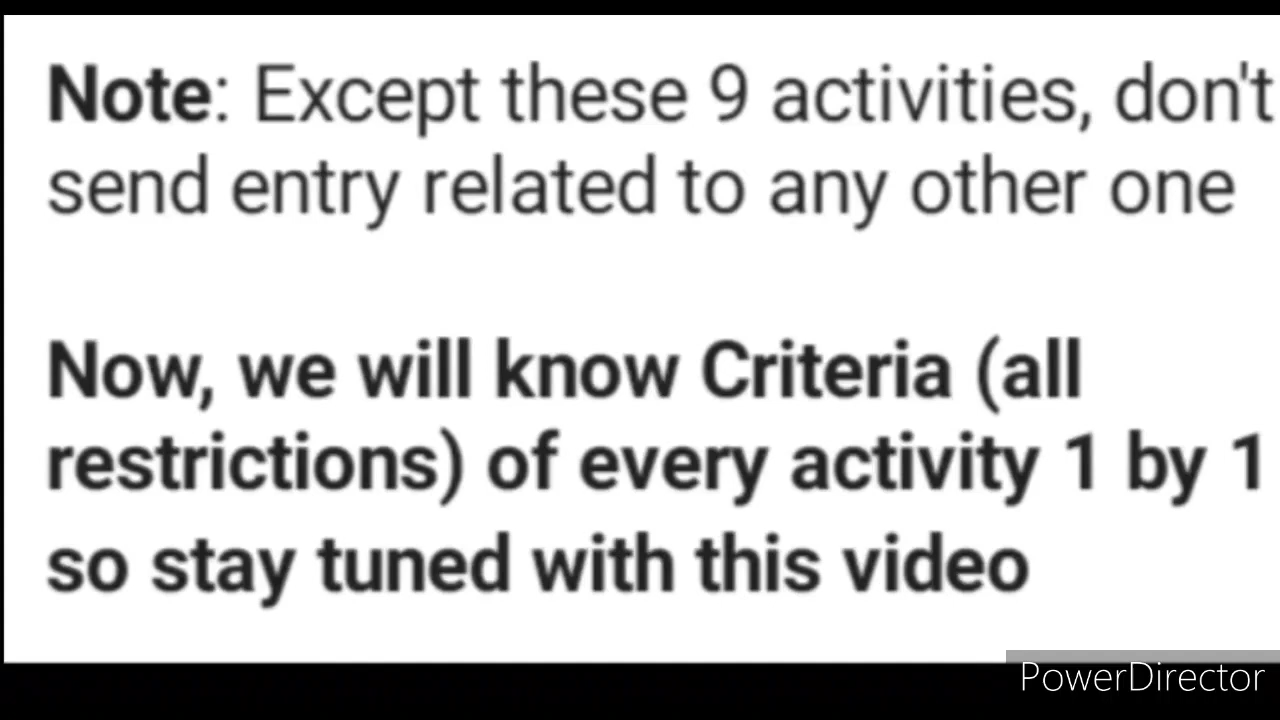 Note: Except these 9 activities, don't
send entry related to any other one
Now, we will know Criteria (all
restrictions) of every activity 1 by 1
so stay tuned with this video
PowerDirector